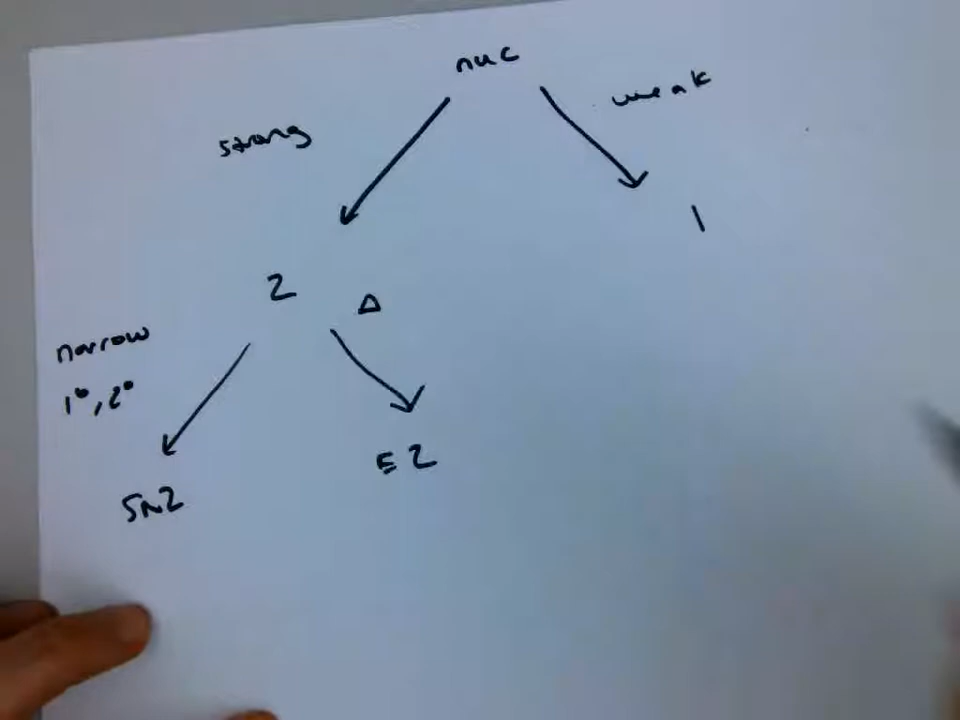 nuc
strong
weak
1
2 Δ
narrow
1°, 2°
E2
SN2